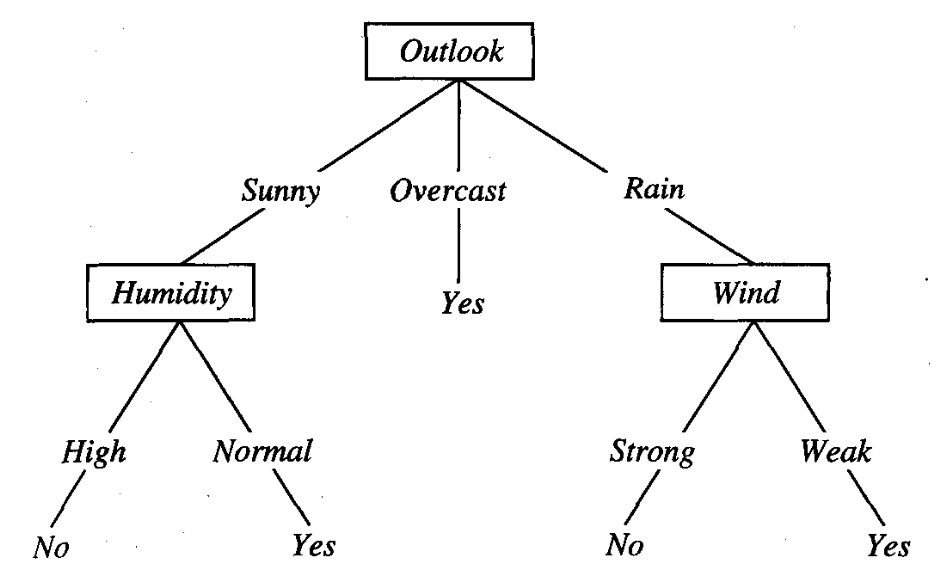 Outlook
Sunny Overcast Rain
Humidity Yes Wind
High Normal Strong Weak
No Yes No Yes